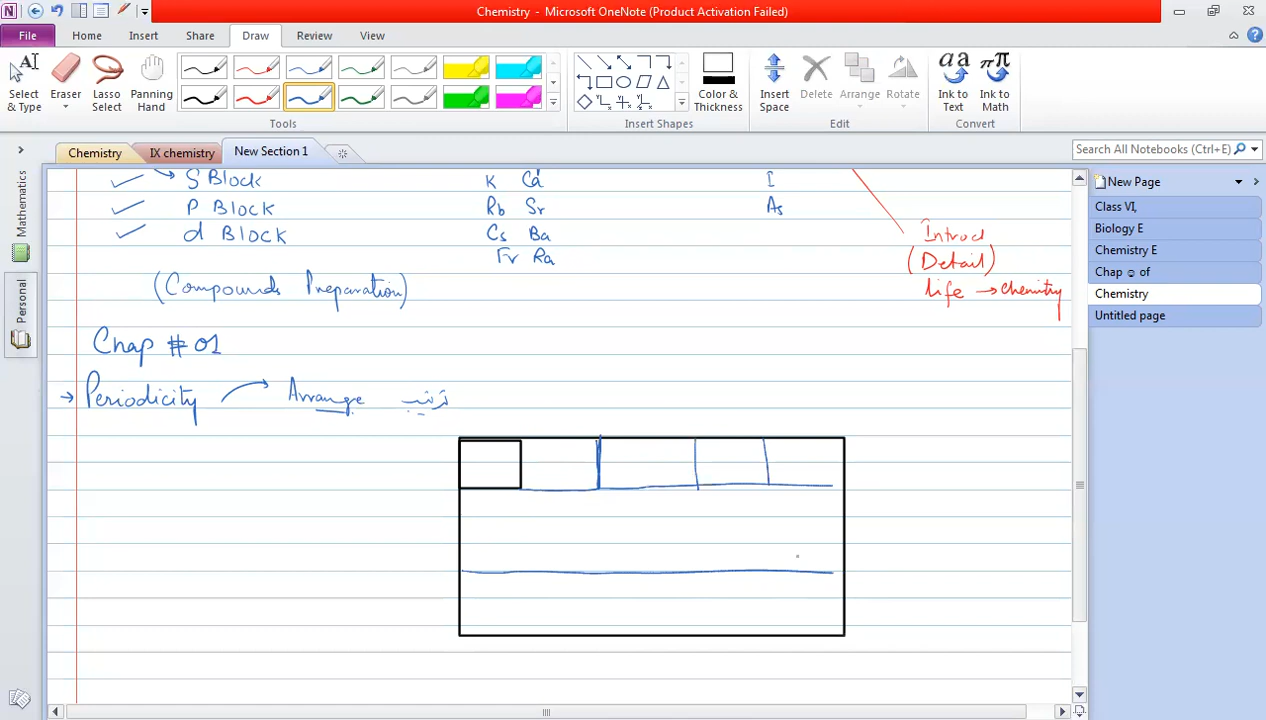 Chemistry - Microsoft OneNote (Product Activation Failed)
File Home Insert Share Draw Review View
Select & Type
Eraser
Lasso Select
Panning Hand
Color & Thickness
Insert Space
Delete
Arrange
Rotate
Ink to Text
Ink to Math
Tools
Insert Shapes
Edit
Convert
Chemistry
IX chemistry
New Section 1
Search All Notebooks (Ctrl+E)
Mathematics
Personal
New Page
Class VI,
Biology E
Chemistry E
Chap ☺ of
Chemistry
Untitled page
S Block K Ca I
P Block Rb Sr As
d Block Cs Ba
Fr Ra
Introd
(Detail)
life → chemistry
(Compounds Preparation)
Chap # 01
→ Periodicity → Arrange ترتیب